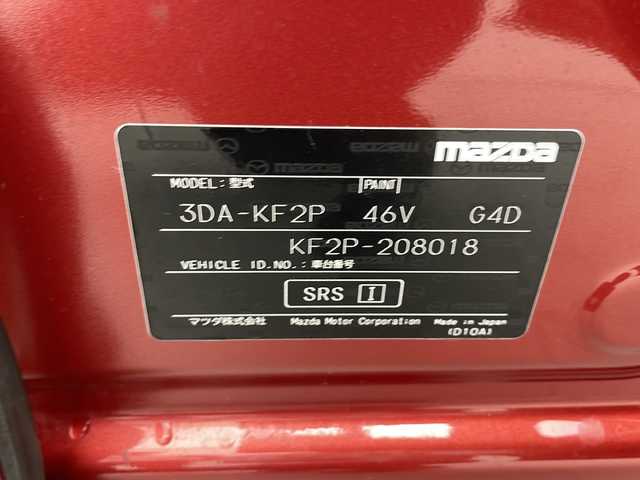 mazda
MODEL: 型式 PAINT
3DA-KF2P 46V G4D
KF2P-208018
VEHICLE ID.NO.: 車台番号
SRS I
マツダ株式会社 Mazda Motor Corporation Made in Japan
(D10A)